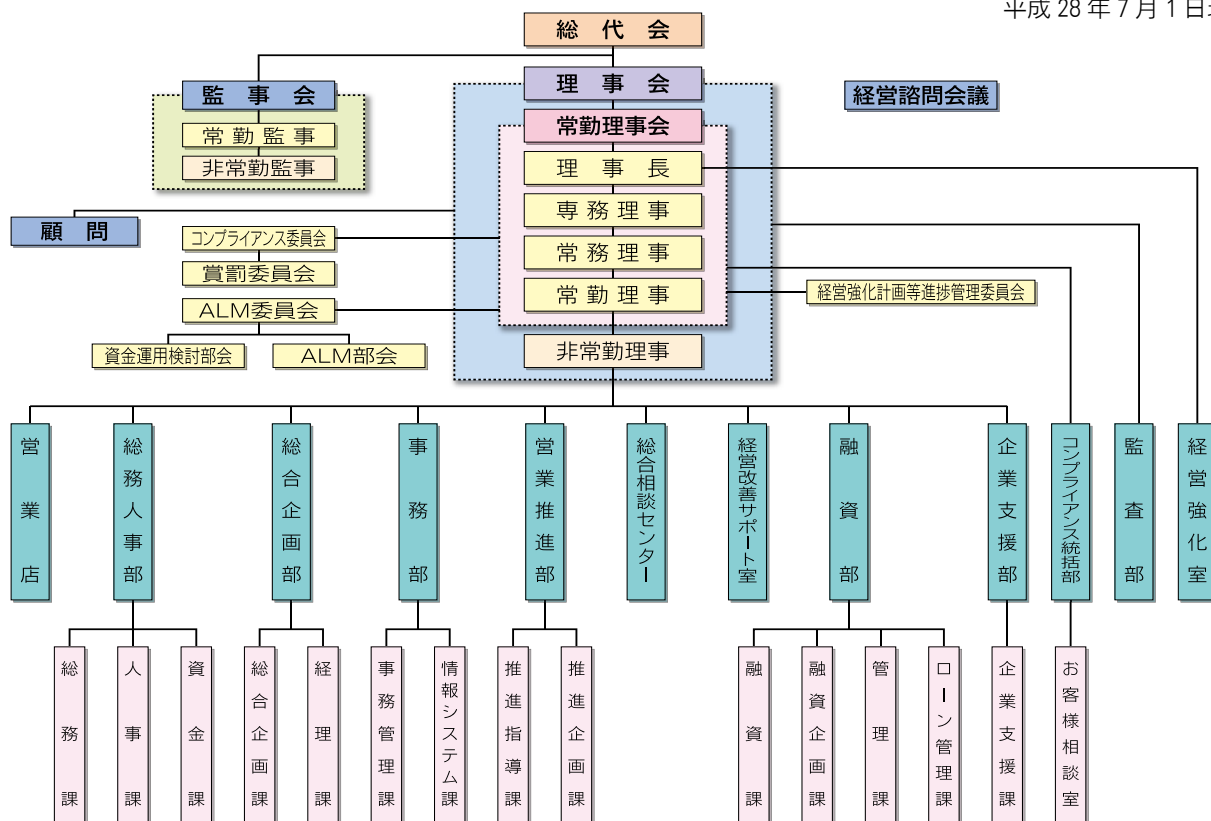 平成 28 年 7 月 1 日
総代会
理事会
監事会
経営諮問会議
常勤理事会
常勤監事
非常勤監事
理事長
専務理事
顧問
コンプライアンス委員会
常務理事
賞罰委員会
常勤理事
経営強化計画等進捗管理委員会
ALM委員会
資金運用検討部会
ALM部会
非常勤理事
営業店
総務人事部
総合企画部
事務部
営業推進部
総合相談センター
経営改善サポート室
融資部
企業支援部
コンプライアンス統括部
監査部
経営強化室
総務課
人事課
資金課
総合企画課
経理課
事務管理課
情報システム課
推進指導課
推進企画課
融資課
融資企画課
管理課
ローン管理課
企業支援課
お客様相談室